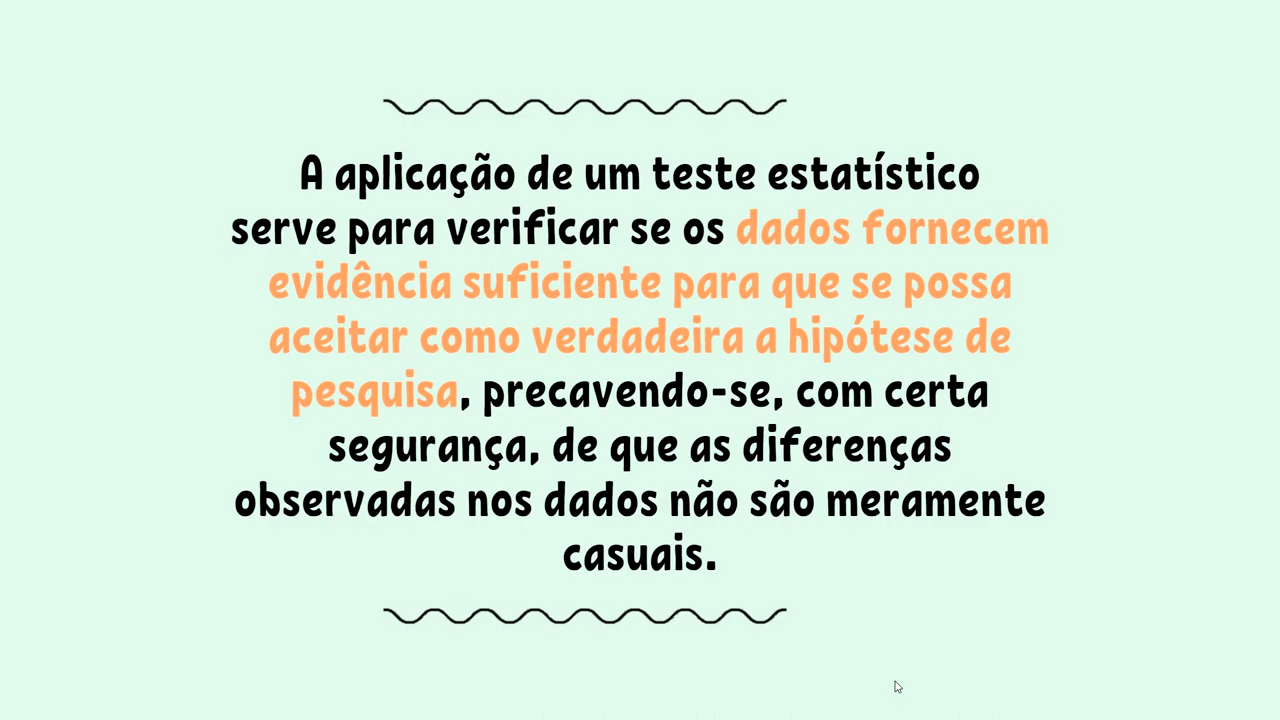 A aplicação de um teste estatístico
serve para verificar se os dados fornecem
evidência suficiente para que se possa
aceitar como verdadeira a hipótese de
pesquisa, precavendo-se, com certa
segurança, de que as diferenças
observadas nos dados não são meramente
casuais.